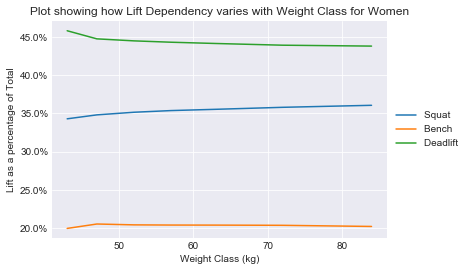 Plot showing how Lift Dependency varies with Weight Class for Women
Lift as a percentage of Total
45.0%
40.0%
35.0%
30.0%
25.0%
20.0%
50
60
70
80
Weight Class (kg)
Squat
Bench
Deadlift